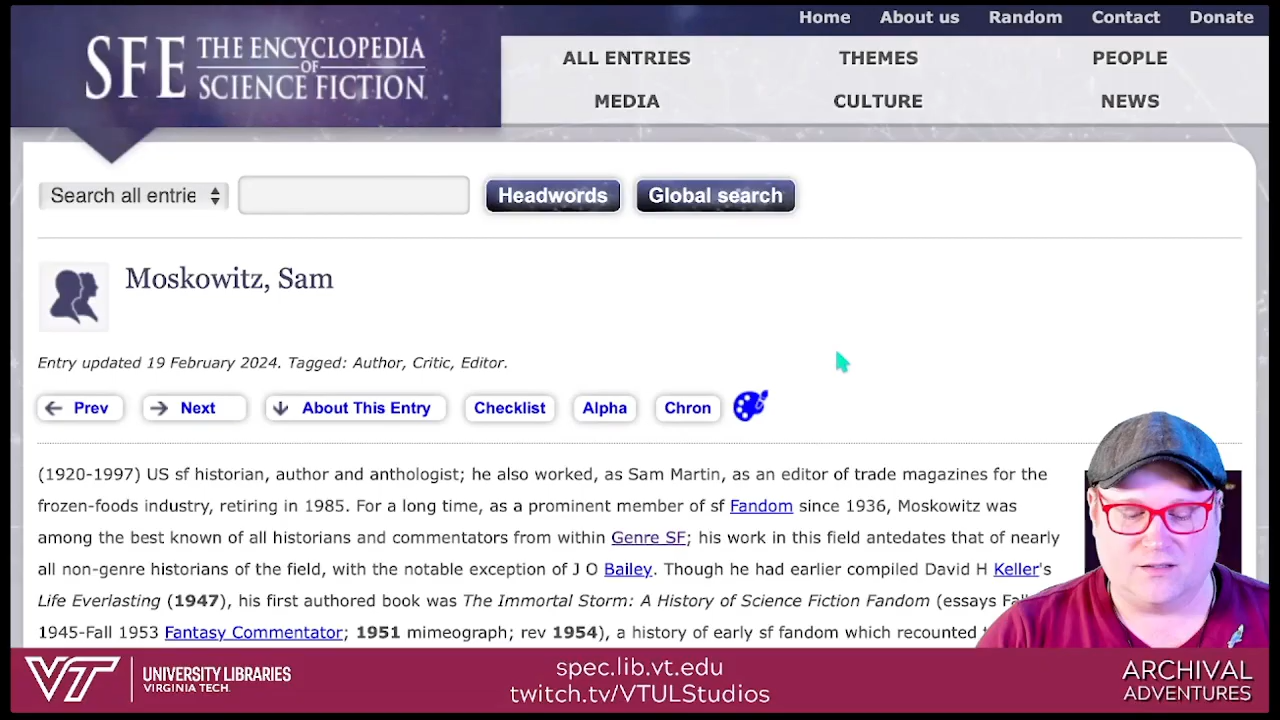 Home About us Random Contact Donate
SFE THE ENCYCLOPEDIA OF SCIENCE FICTION
ALL ENTRIES THEMES PEOPLE
MEDIA CULTURE NEWS
Search all entrie Headwords Global search
Moskowitz, Sam
Entry updated 19 February 2024. Tagged: Author, Critic, Editor.
Prev Next About This Entry Checklist Alpha Chron
(1920-1997) US sf historian, author and anthologist; he also worked, as Sam Martin, as an editor of trade magazines for the
frozen-foods industry, retiring in 1985. For a long time, as a prominent member of sf Fandom since 1936, Moskowitz was
among the best known of all historians and commentators from within Genre SF; his work in this field antedates that of nearly
all non-genre historians of the field, with the notable exception of J O Bailey. Though he had earlier compiled David H Keller's
Life Everlasting (1947), his first authored book was The Immortal Storm: A History of Science Fiction Fandom (essays
1945-Fall 1953 Fantasy Commentator; 1951 mimeograph; rev 1954), a history of early sf fandom which recounted
VT UNIVERSITY LIBRARIES
VIRGINIA TECH.
spec.lib.vt.edu
twitch.tv/VTULStudios
ARCHIVAL
ADVENTURES